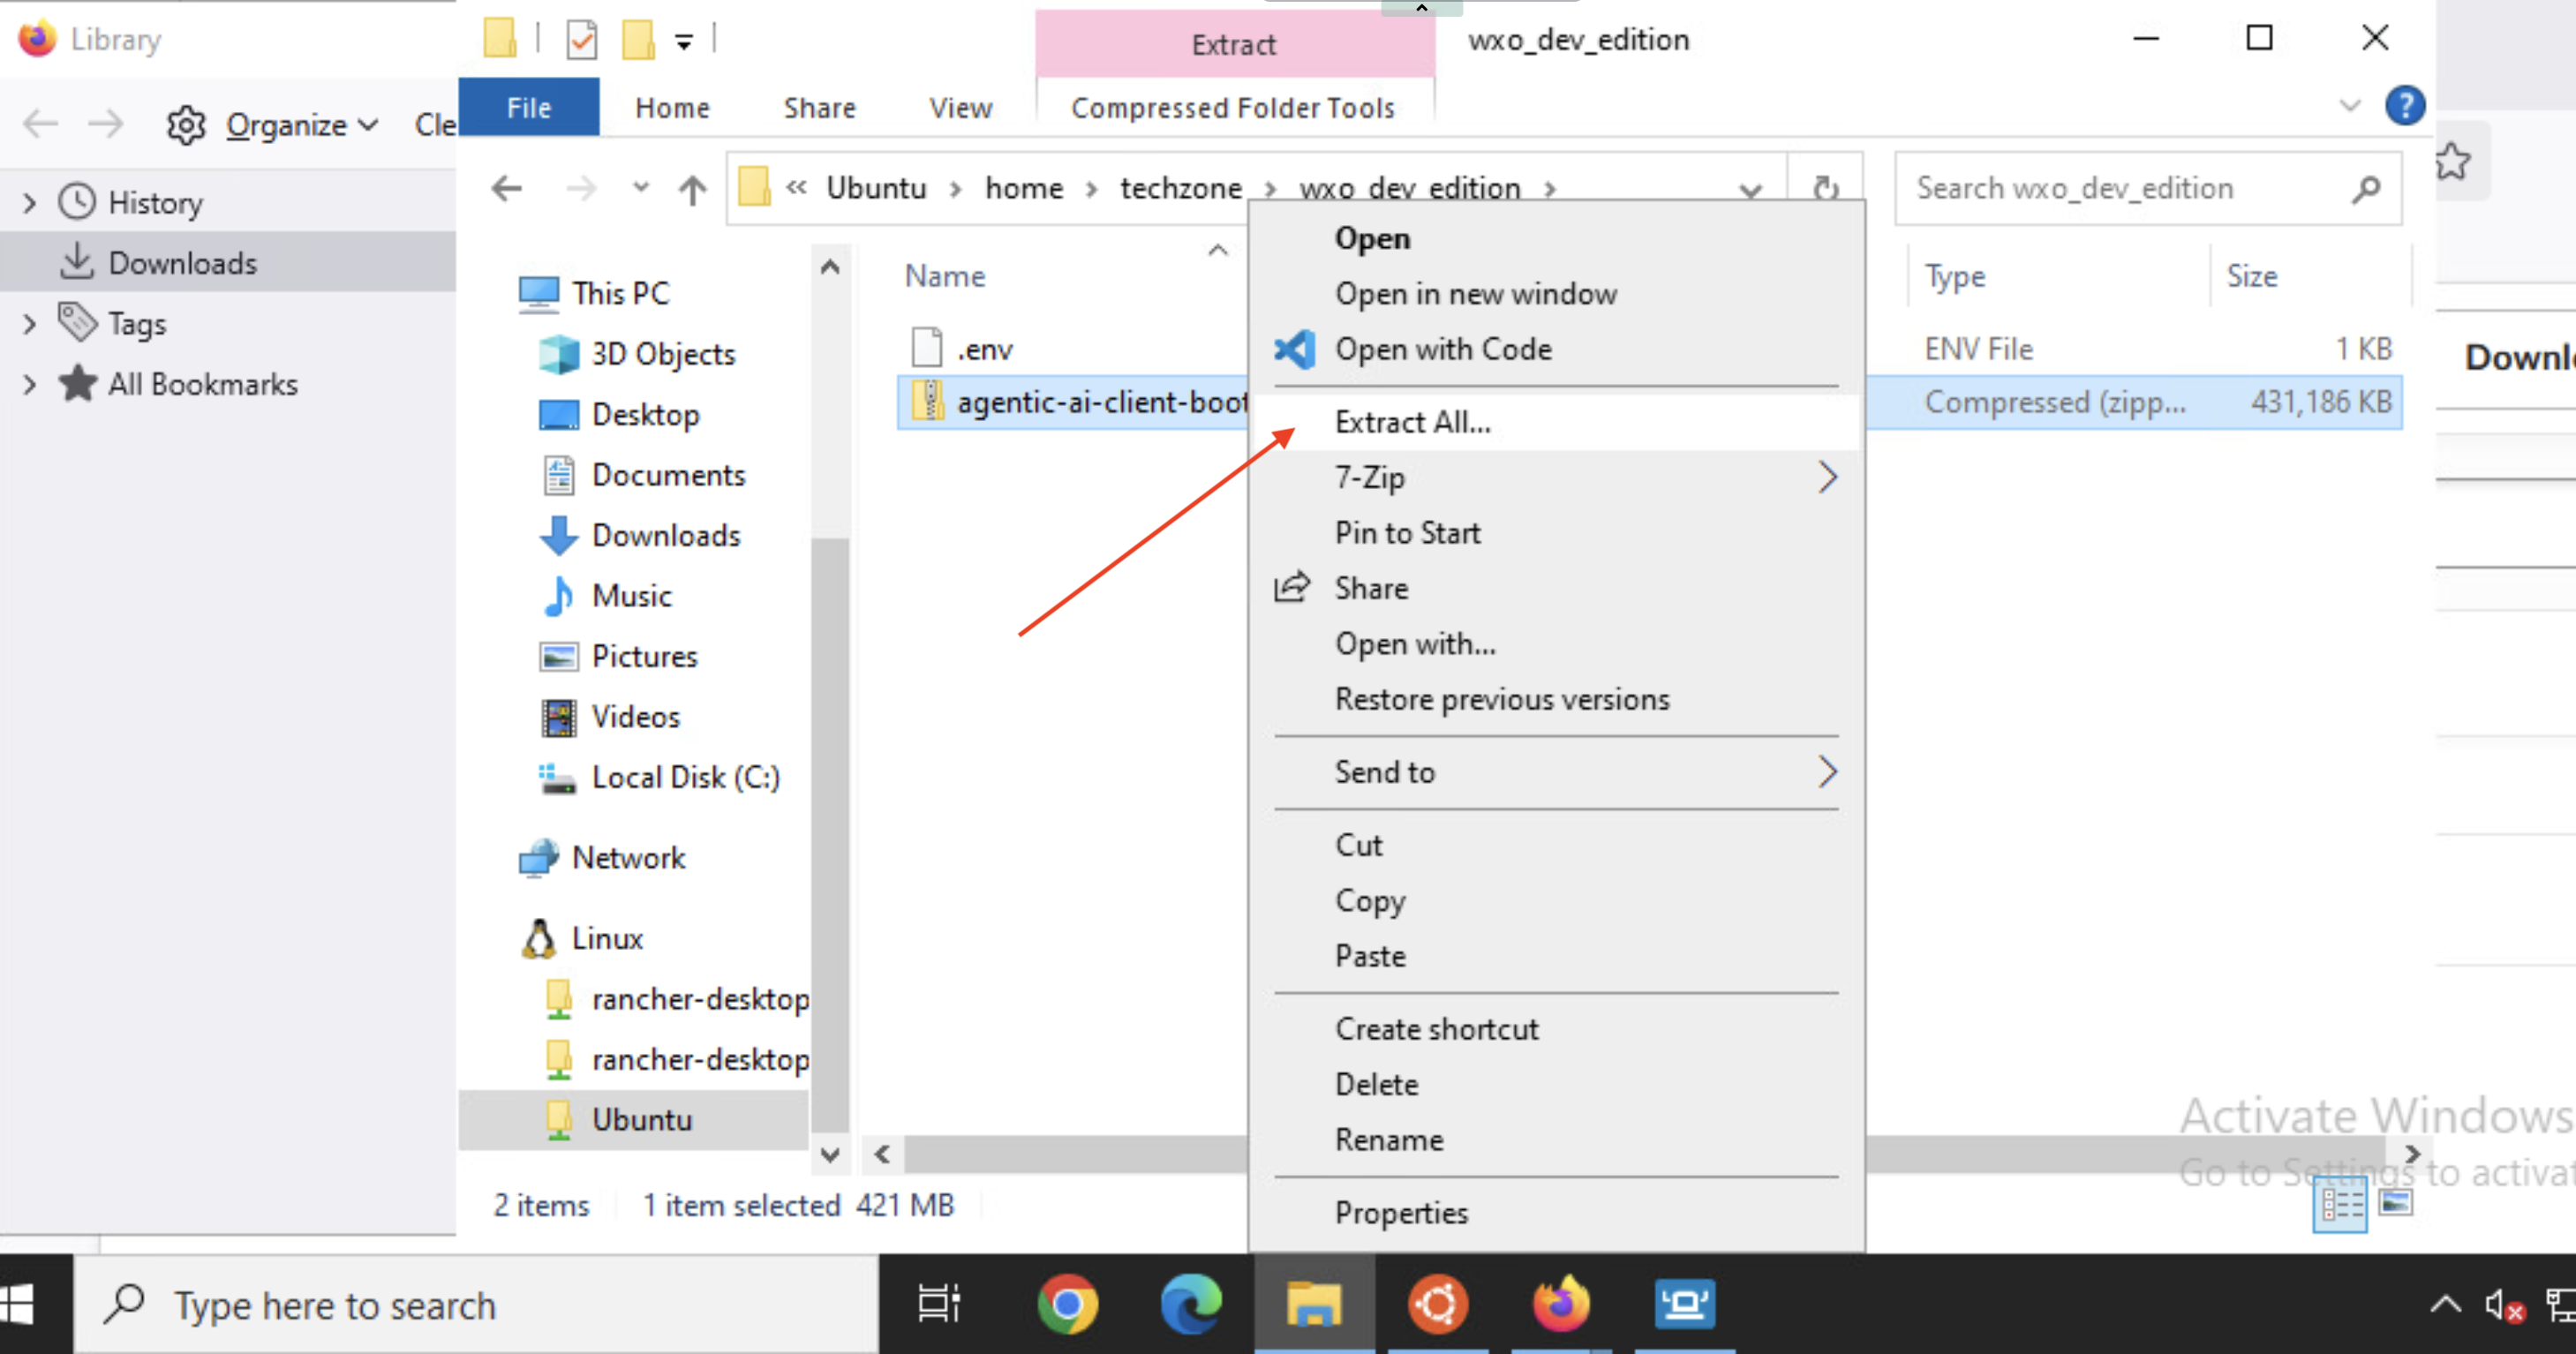 Library
Extract
wxo_dev_edition
File
Home
Share
View
Compressed Folder Tools
?
Organize
Cle
« Ubuntu › home › techzone › wxo_dev_edition ›
Search wxo_dev_edition
History
Downloads
Tags
All Bookmarks
This PC
3D Objects
Desktop
Documents
Downloads
Music
Pictures
Videos
Local Disk (C:)
Network
Linux
rancher-desktop
rancher-desktop
Ubuntu
Name
Type
Size
.env
ENV File
1 KB
agentic-ai-client-boot
Compressed (zipp...
431,186 KB
Open
Open in new window
Open with Code
Extract All...
7-Zip
Pin to Start
Share
Open with...
Restore previous versions
Send to
Cut
Copy
Paste
Create shortcut
Delete
Rename
Properties
Downl
Activate Windows
Go to Settings to activat
2 items
1 item selected 421 MB
Type here to search